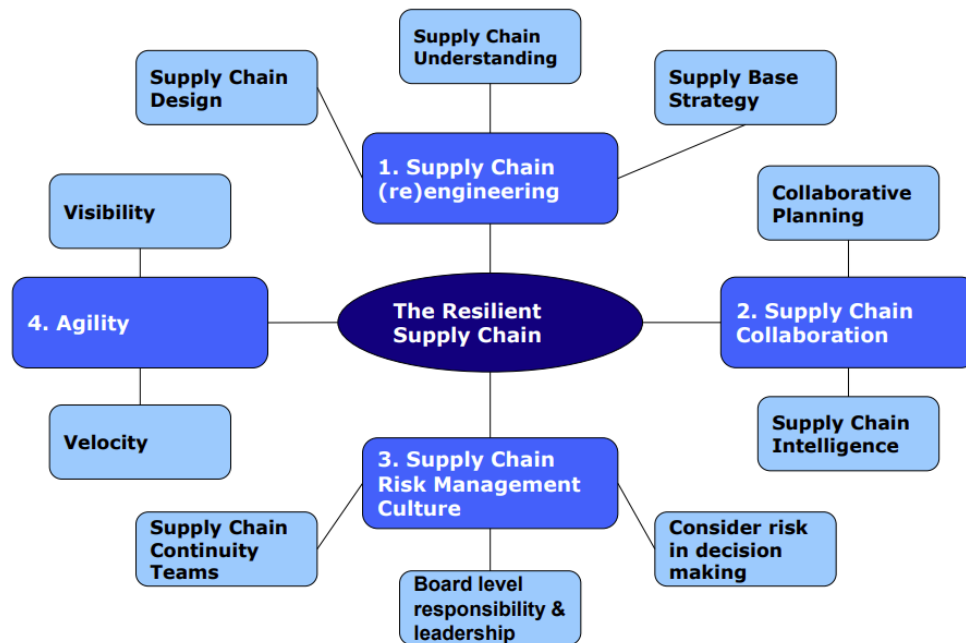 Supply Chain
Understanding
Supply Chain
Design
Supply Base
Strategy
1. Supply Chain
(re)engineering
Visibility
Collaborative
Planning
4. Agility
The Resilient
Supply Chain
2. Supply Chain
Collaboration
Velocity
Supply Chain
Intelligence
3. Supply Chain
Risk Management
Culture
Supply Chain
Continuity
Teams
Board level
responsibility &
leadership
Consider risk
in decision
making